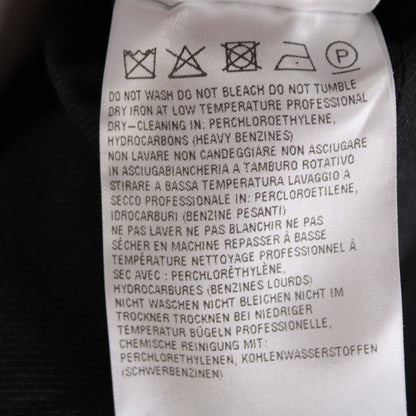 P
DO NOT WASH DO NOT BLEACH DO NOT TUMBLE
DRY IRON AT LOW TEMPERATURE PROFESSIONAL
DRY-CLEANING IN: PERCHLOROETHYLENE,
HYDROCARBONS (HEAVY BENZINES)
NON LAVARE NON CANDEGGIARE NON ASCIUGARE
IN ASCIUGABIANCHERIA A TAMBURO ROTATIVO
STIRARE A BASSA TEMPERATURA LAVAGGIO A
SECCO PROFESSIONALE IN: PERCLOROETILENE,
IDROCARBURI (BENZINE PESANTI)
NE PAS LAVER NE PAS BLANCHIR NE PAS
SÉCHER EN MACHINE REPASSER À BASSE
TEMPÉRATURE NETTOYAGE PROFESSIONNEL À
SEC AVEC : PERCHLORÉTHYLÈNE,
HYDROCARBURES (BENZINES LOURDS)
NICHT WASCHEN NICHT BLEICHEN NICHT IM
TROCKNER TROCKNEN BEI NIEDRIGER
TEMPERATUR BÜGELN PROFESSIONELLE,
CHEMISCHE REINIGUNG MIT:
PERCHLORETHYLENEN, KOHLENWASSERSTOFFEN
(SCHWERBENZINEN)